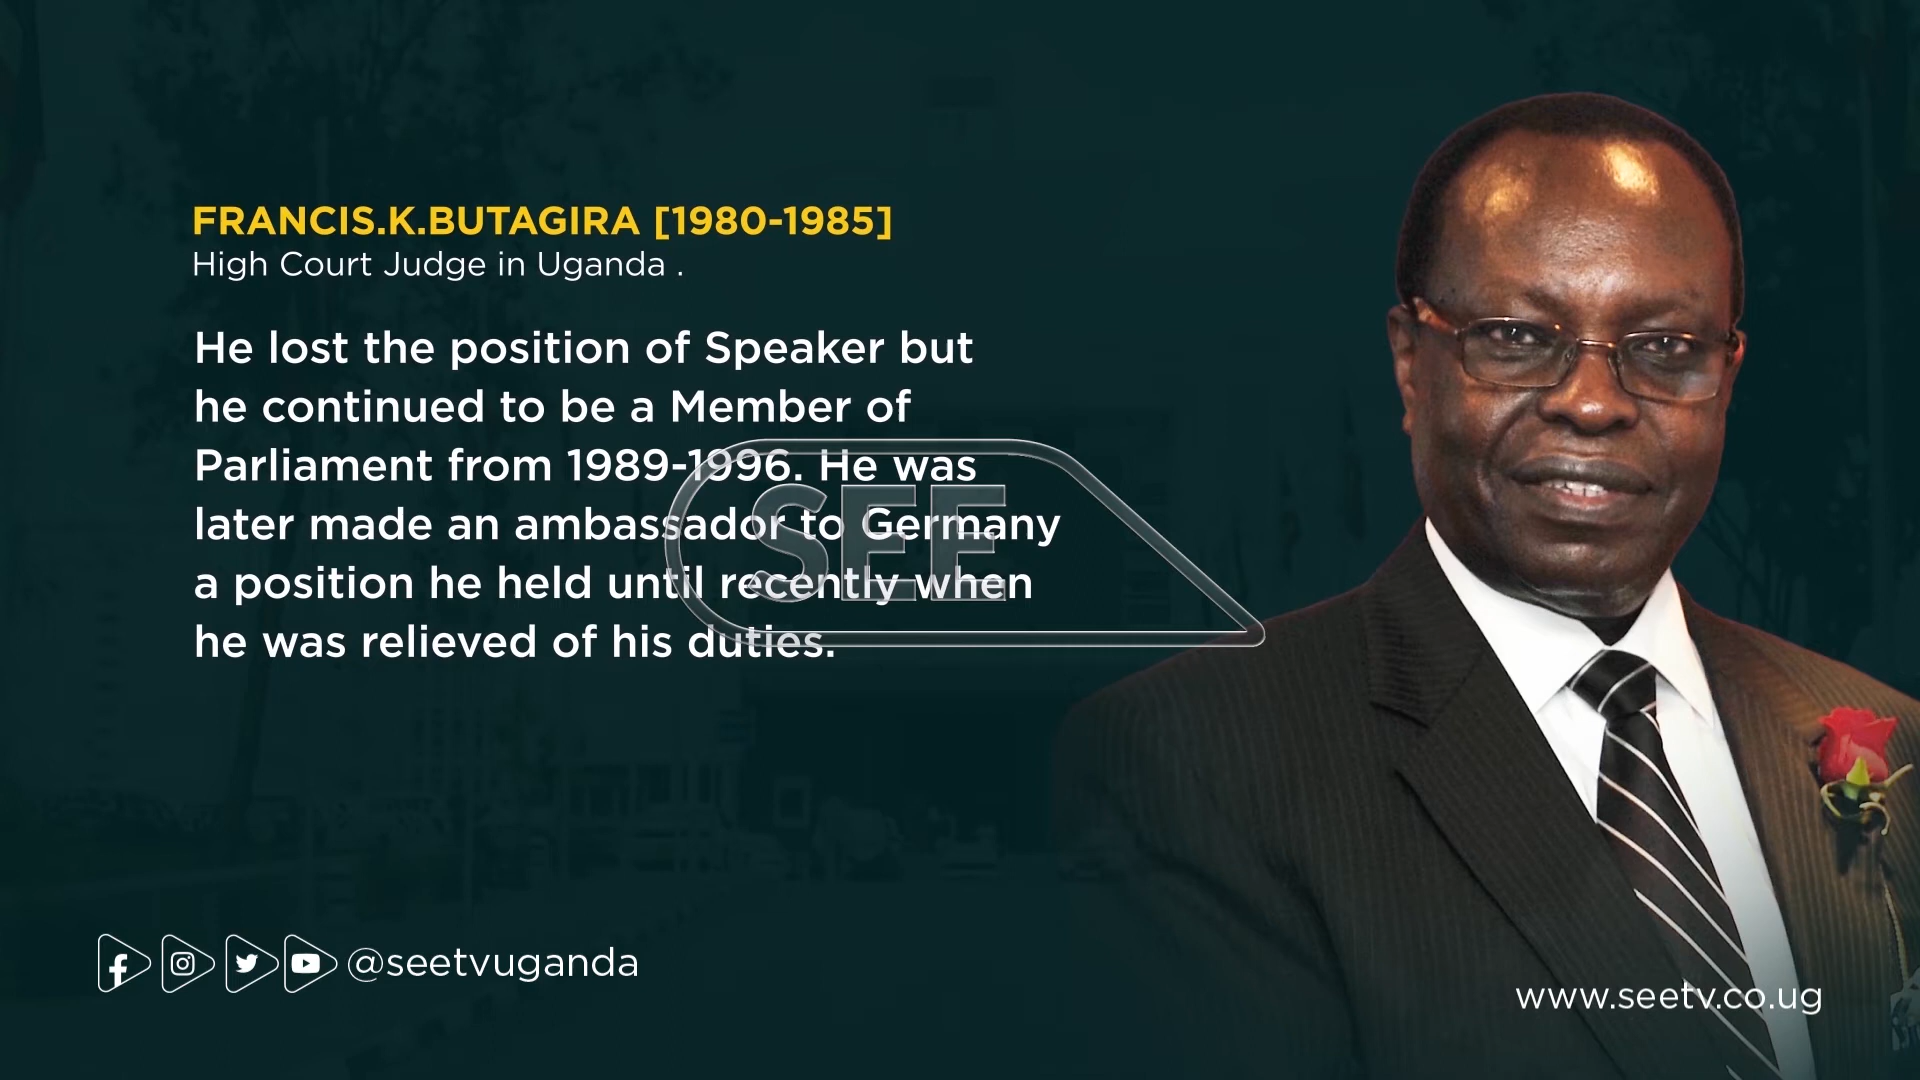 FRANCIS.K.BUTAGIRA [1980-1985]
High Court Judge in Uganda .
He lost the position of Speaker but
he continued to be a Member of
Parliament from 1989-1996. He was
later made an ambassador to Germany
a position he held until recently when
he was relieved of his duties.
SEE
@seetvuganda
www.seetv.co.ug